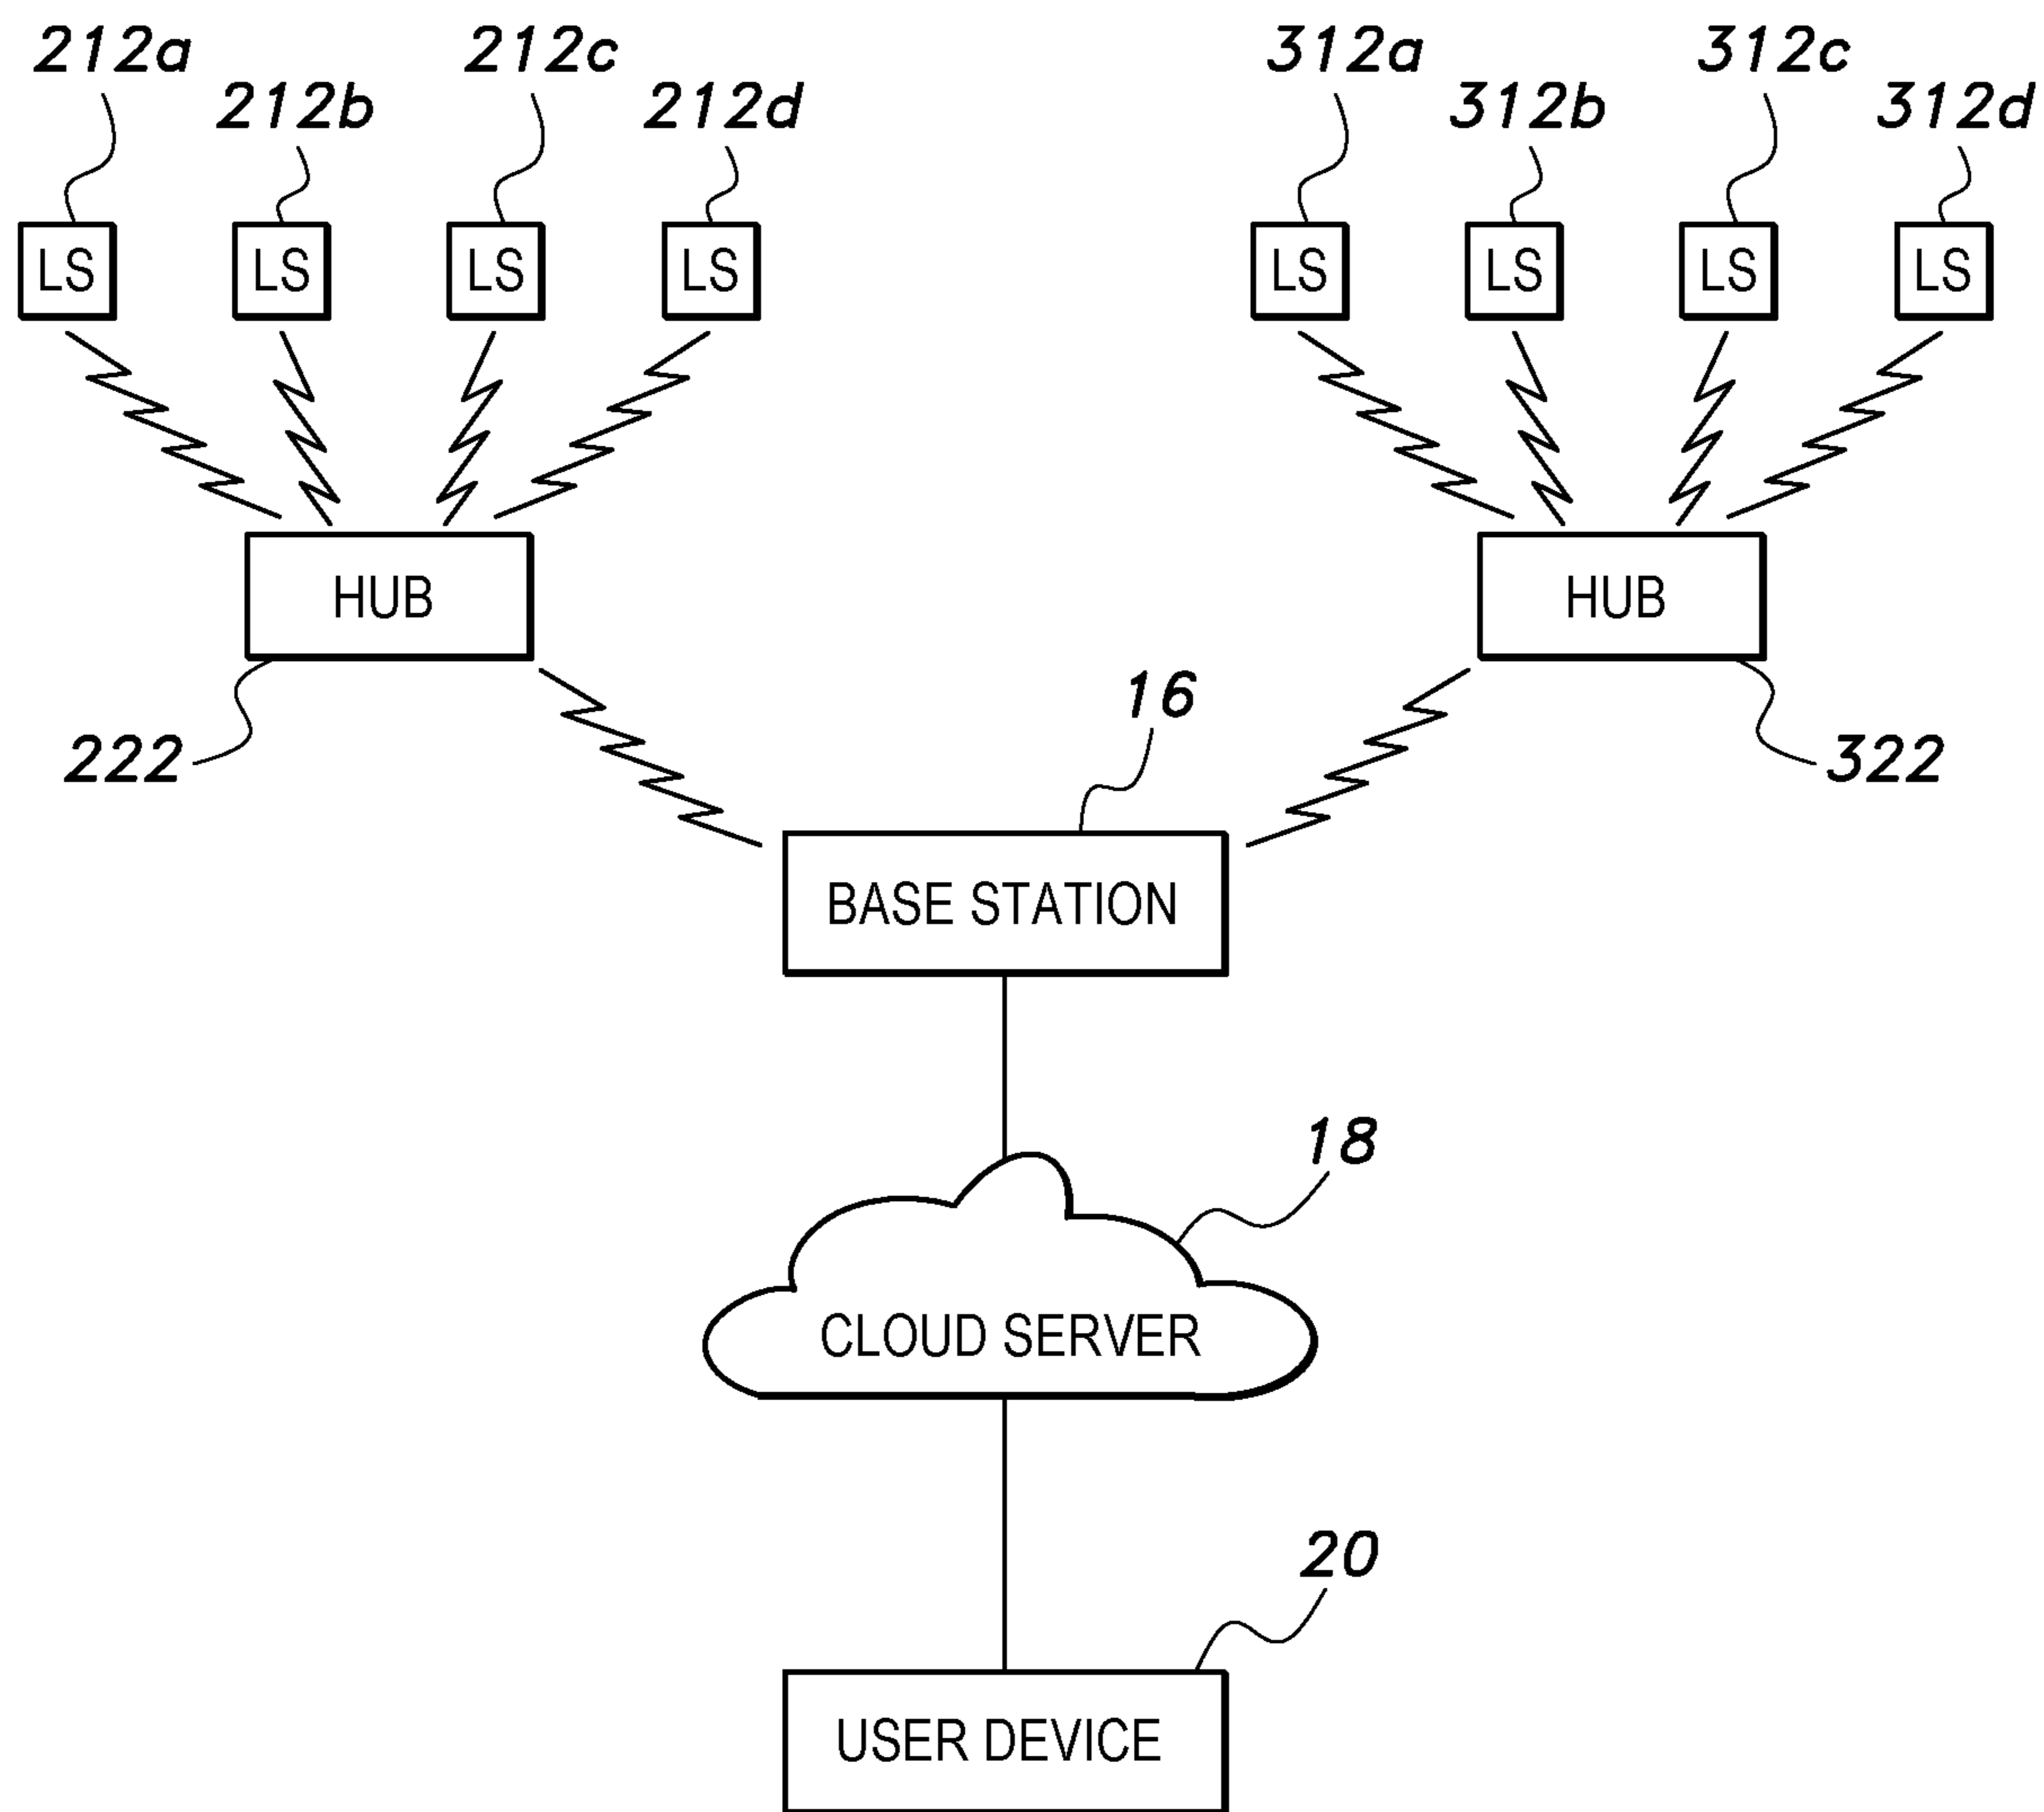 212a 212c 312a 312c
212b 212d 312b 312d
LS LS LS LS LS LS LS LS
HUB HUB
16
222 322
BASE STATION
18
CLOUD SERVER
20
USER DEVICE